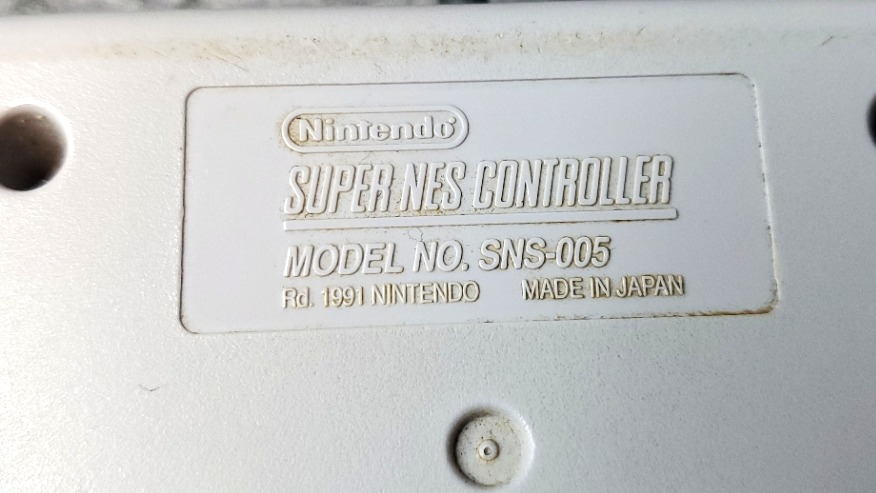 Nintendo®
SUPER NES CONTROLLER
MODEL NO. SNS-005
Rd. 1991 NINTENDO MADE IN JAPAN